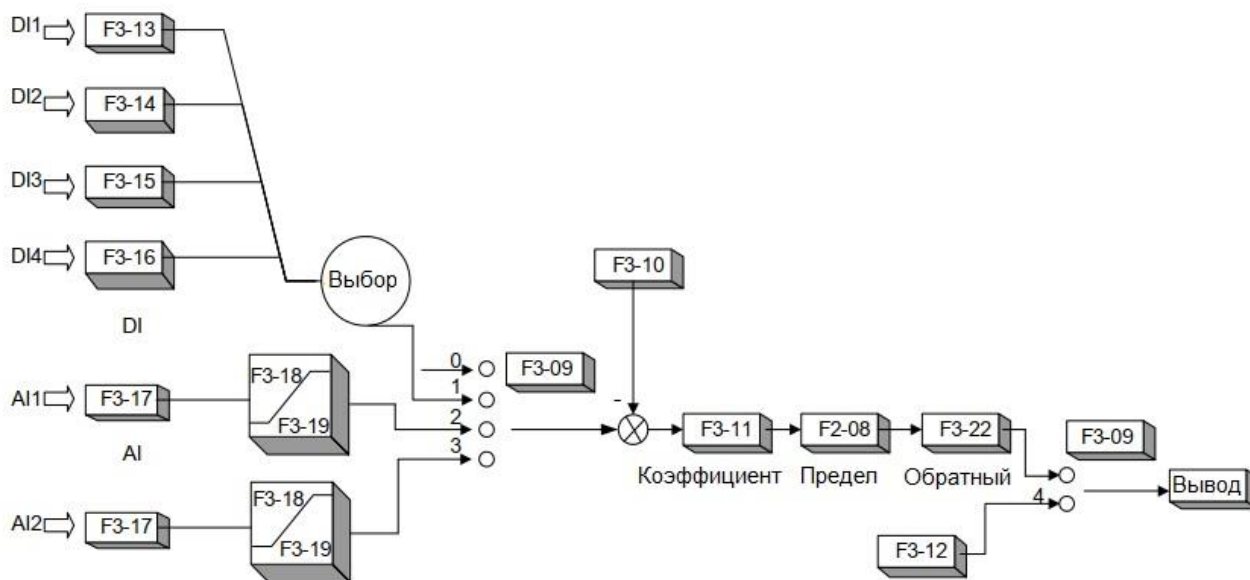 DI1
F3-13
DI2
F3-14
DI3
F3-15
DI4
F3-16
DI
Выбор
F3-10
0
F3-09
1
2
3
AI1
F3-17
F3-18
F3-19
AI
-
F3-11
F2-08
F3-22
F3-09
Коэффициент
Предел
Обратный
4
Вывод
F3-12
AI2
F3-17
F3-18
F3-19